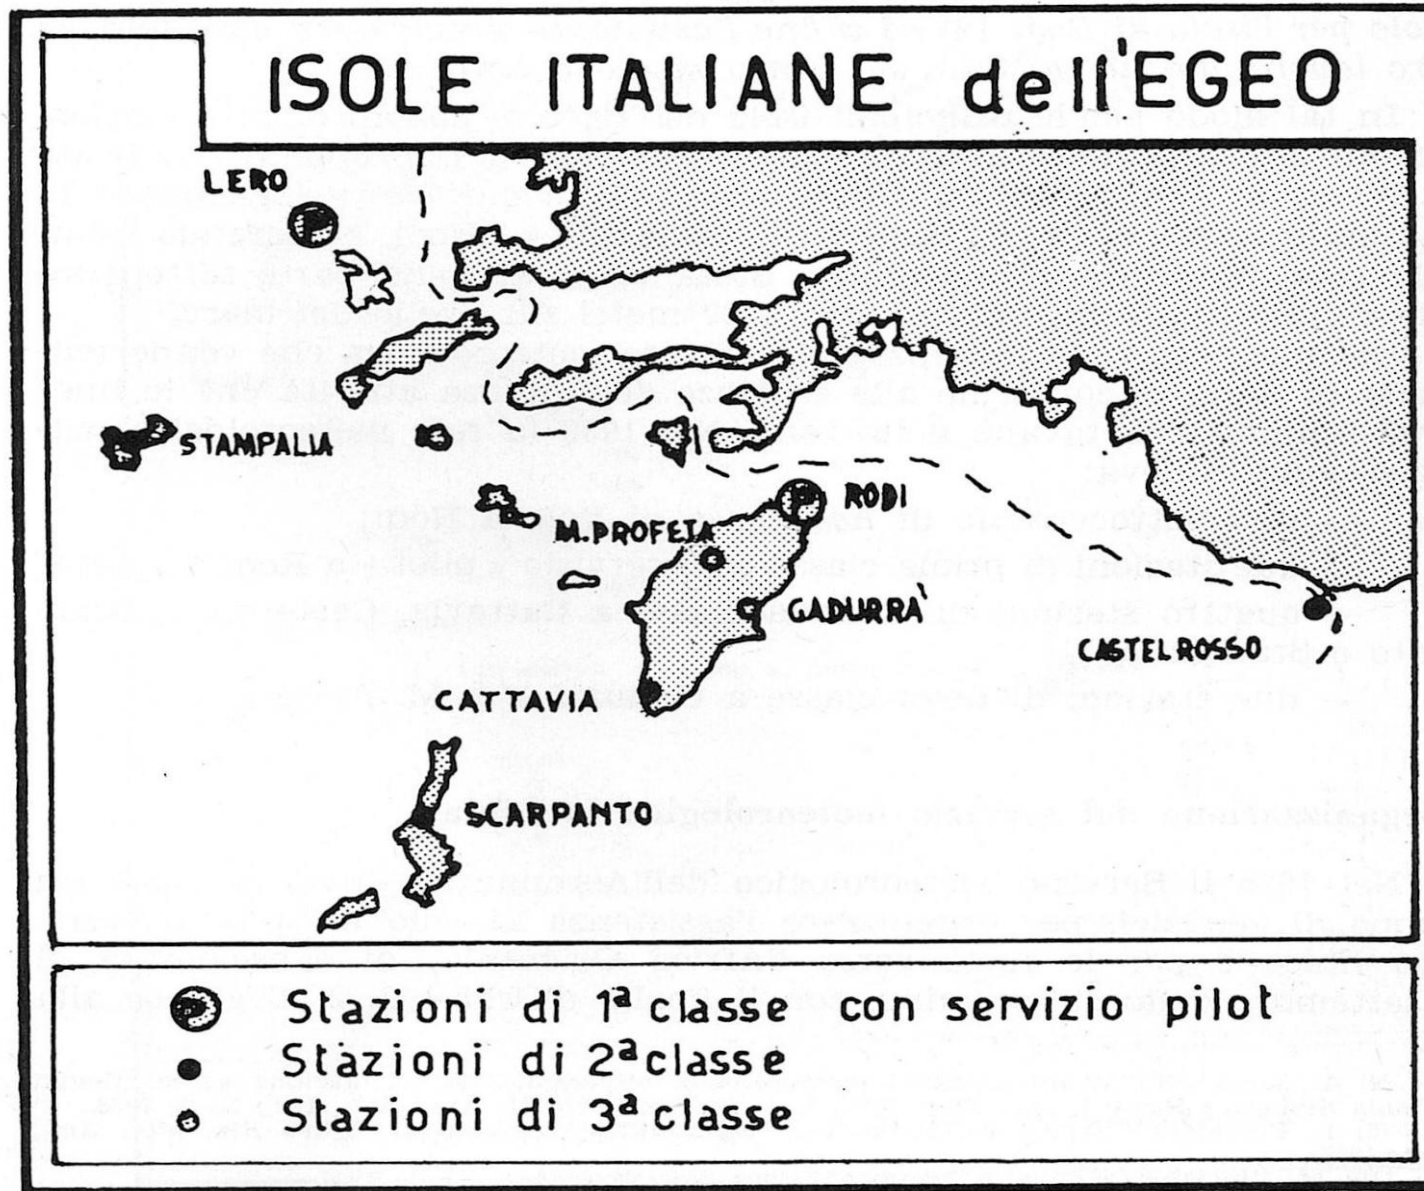 ISOLE ITALIANE dell'EGEO
LERO
STAMPALIA
RODI
M. PROFETA
GADURRA'
CASTELROSSO
CATTAVIA
SCARPANTO
Stazioni di 1ª classe con servizio pilot
Stazioni di 2ª classe
Stazioni di 3ª classe